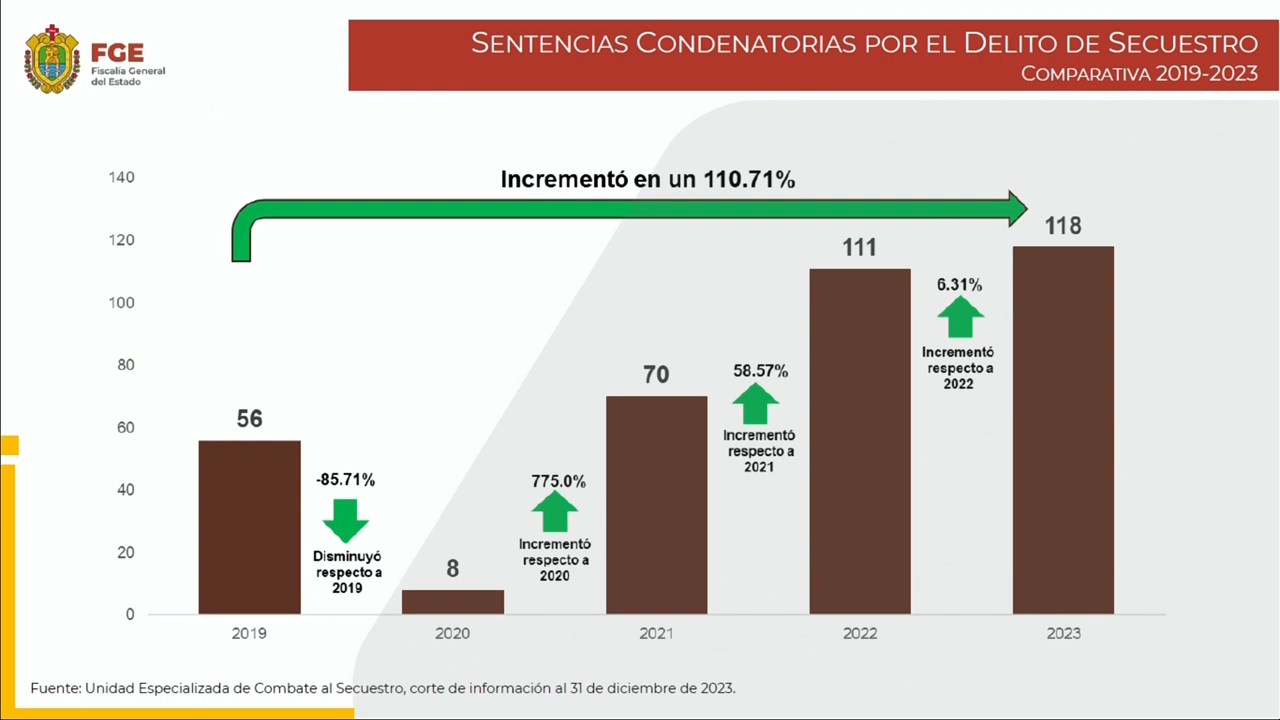 FGE
Fiscalía General
del Estado
SENTENCIAS CONDENATORIAS POR EL DELITO DE SECUESTRO
COMPARATIVA 2019-2023
Incrementó en un 110.71%
140
120
100
80
60
40
20
0
56
-85.71%
Disminuyó
respecto a
2019
8
775.0%
Incrementó
respecto a
2020
70
58.57%
Incrementó
respecto a
2021
111
6.31%
Incrementó
respecto a
2022
118
2019
2020
2021
2022
2023
Fuente: Unidad Especializada de Combate al Secuestro, corte de información al 31 de diciembre de 2023.